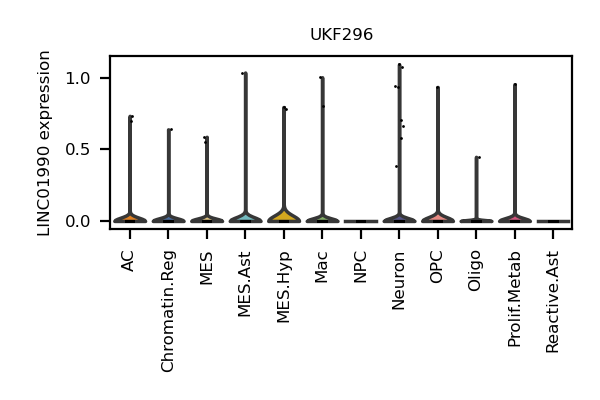 UKF296
LINC01990 expression
1.0
0.5
0.0
AC
Chromatin.Reg
MES
MES.Ast
MES.Hyp
Mac
NPC
Neuron
OPC
Oligo
Prolif.Metab
Reactive.Ast